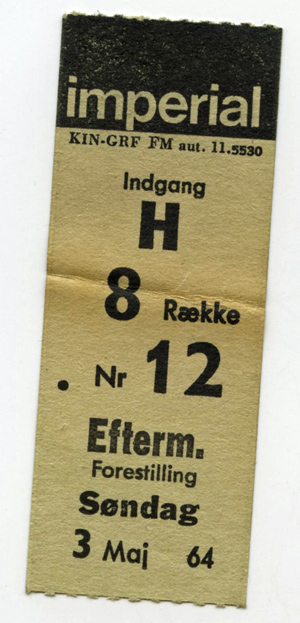 imperial
KIN-GRF FM aut. 11.5530
Indgang
H
8 Række
. Nr 12
Efterm.
Forestilling
Søndag
3 Maj 64